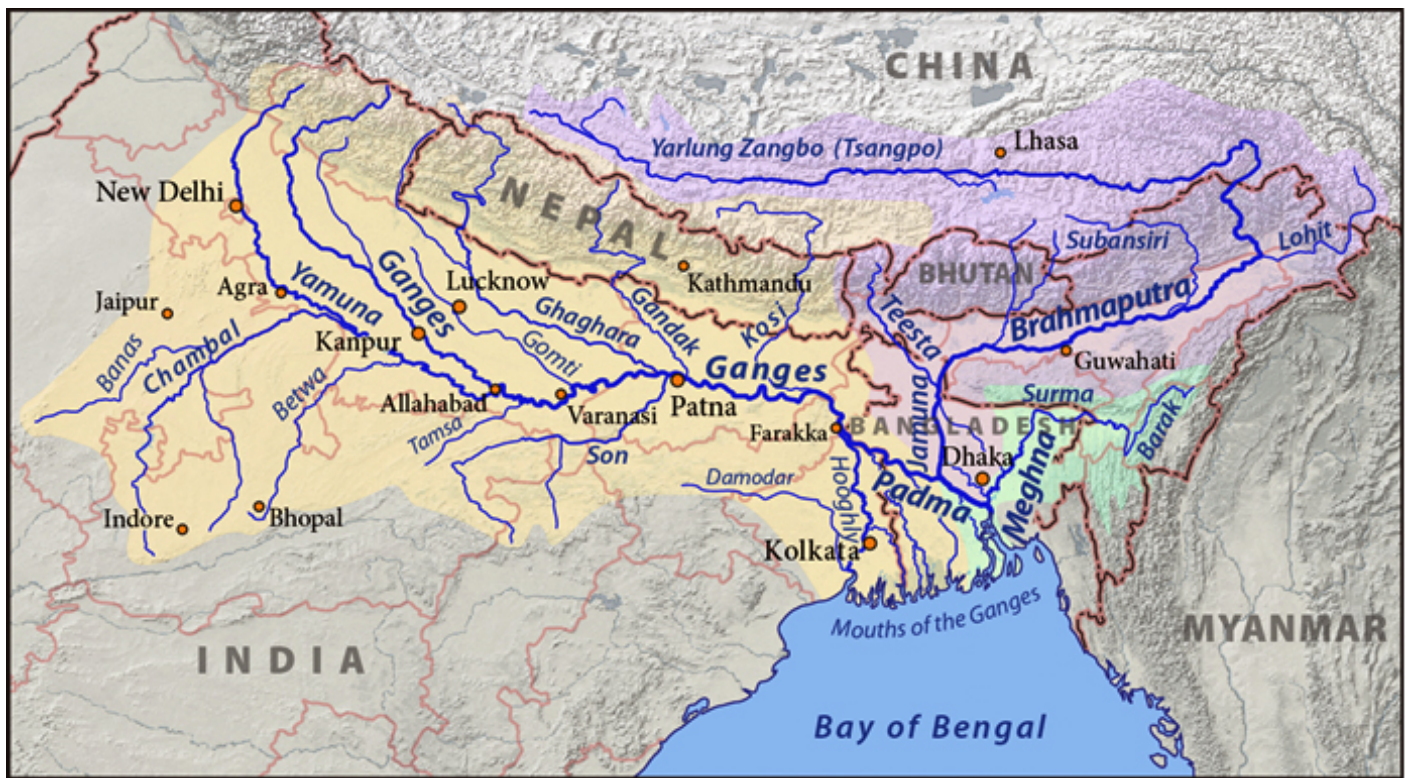 CHINA
Yarlung Zangbo (Tsangpo)
Lhasa
New Delhi
NEPAL
Subansiri
Lohit
BHUTAN
Kathmandu
Jaipur
Agra
Yamuna
Ganges
Lucknow
Ghaghara
Gandak
Kosi
Teesta
Brahmaputra
Guwahati
Banas
Chambal
Kanpur
Gomti
Ganges
Betwa
Allahabad
Varanasi
Patna
Jamuna
Surma
Tamsa
Son
Farakka
BANGLADESH
Barak
Dhaka
Damodar
Hooghly
Padma
Meghna
Indore
Bhopal
Kolkata
Mouths of the Ganges
INDIA
MYANMAR
Bay of Bengal